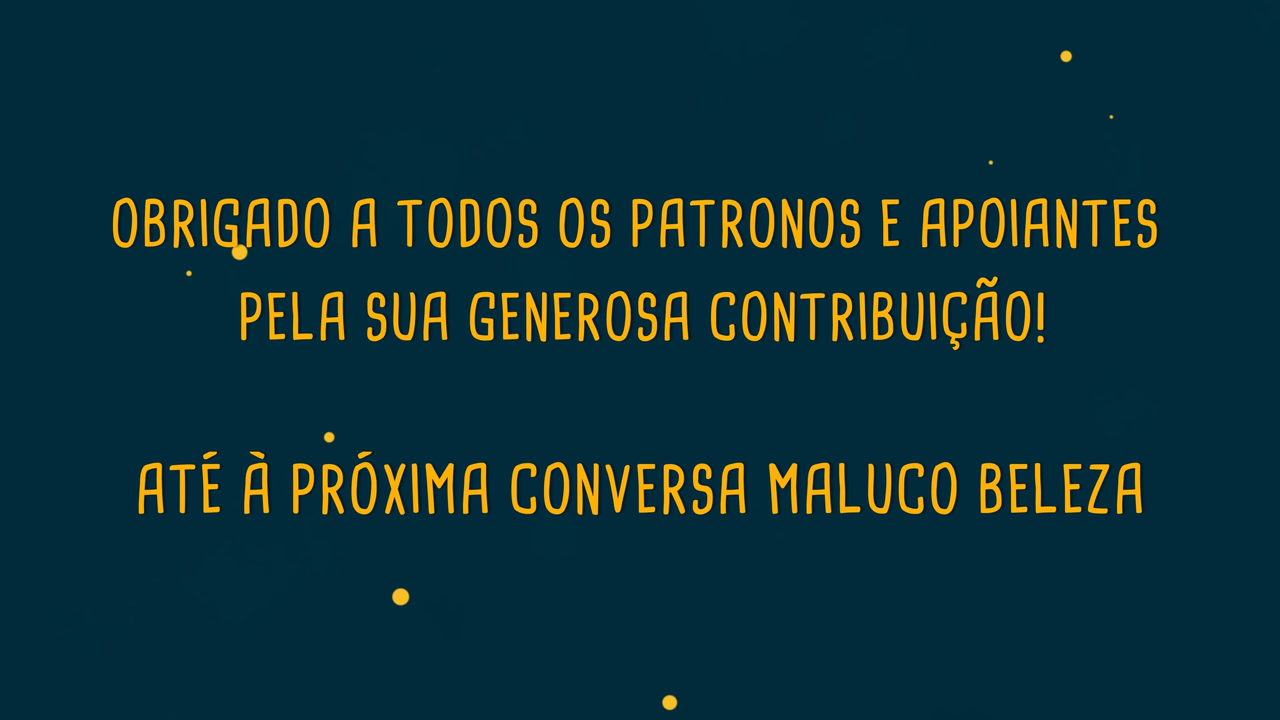 OBRIGADO A TODOS OS PATRONOS E APOIANTES
PELA SUA GENEROSA CONTRIBUIÇÃO!
ATÉ À PRÓXIMA CONVERSA MALUCO BELEZA